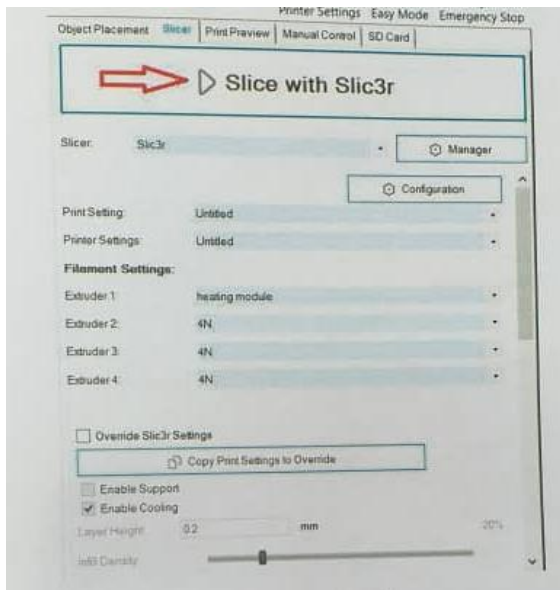 Printer Settings Easy Mode Emergency Stop
Object Placement Slicer Print Preview Manual Control SD Card
Slice with Slic3r
Slicer: Slic3r Manager
Configuration
Print Setting: Untitled
Printer Settings: Untitled
Filament Settings:
Extruder 1: heating module
Extruder 2: 4N
Extruder 3: 4N
Extruder 4: 4N
Override Slic3r Settings
Copy Print Settings to Override
Enable Support
Enable Cooling
Layer Height: 0.2 mm
Infill Density 20%